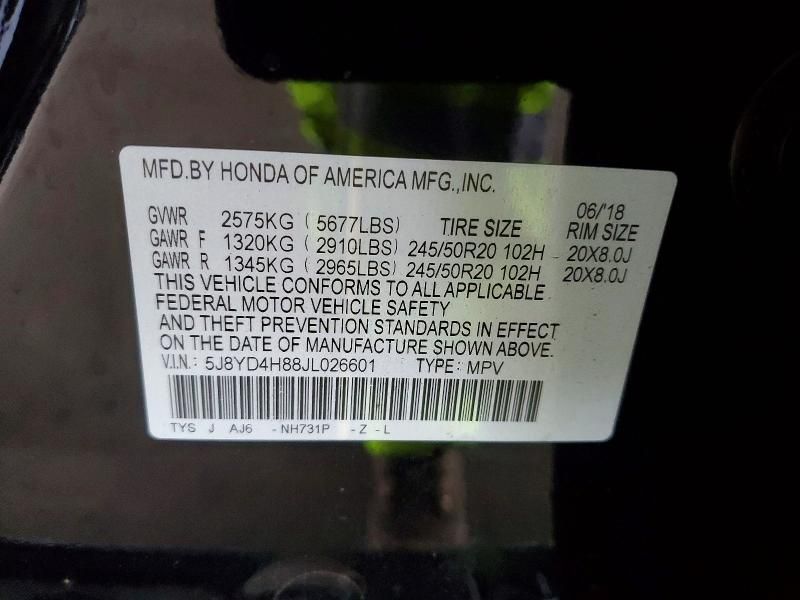 MFD.BY HONDA OF AMERICA MFG.,INC.
06/'18
GVWR 2575KG (5677LBS) TIRE SIZE RIM SIZE
GAWR F 1320KG (2910LBS) 245/50R20 102H 20X8.0J
GAWR R 1345KG (2965LBS) 245/50R20 102H 20X8.0J
THIS VEHICLE CONFORMS TO ALL APPLICABLE
FEDERAL MOTOR VEHICLE SAFETY
AND THEFT PREVENTION STANDARDS IN EFFECT
ON THE DATE OF MANUFACTURE SHOWN ABOVE.
V.I.N.: 5J8YD4H88JL026601 TYPE: MPV
TYS J AJ6 - NH731P - Z - L